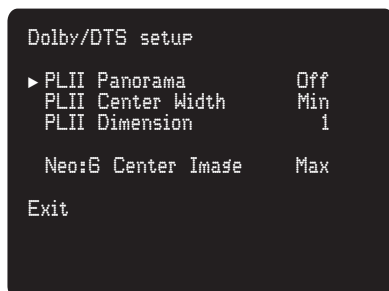 Dolby/DTS setup
▶ PLII Panorama Off
PLII Center Width Min
PLII Dimension 1
Neo:6 Center Image Max
Exit